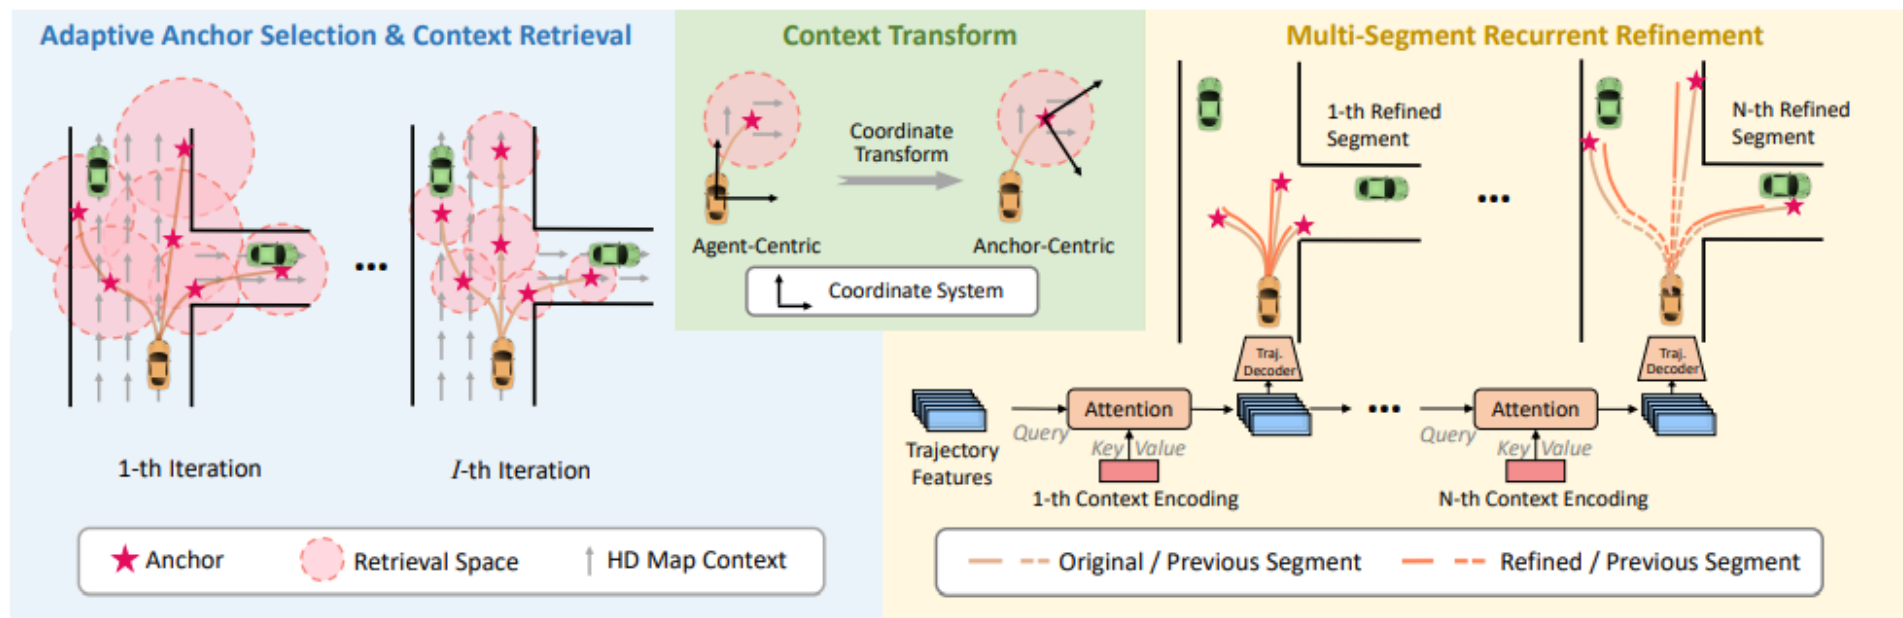 Adaptive Anchor Selection & Context Retrieval
1-th Iteration
I-th Iteration
Anchor
Retrieval Space
HD Map Context
Context Transform
Coordinate
Transform
Agent-Centric
Anchor-Centric
Coordinate System
Multi-Segment Recurrent Refinement
1-th Refined
Segment
N-th Refined
Segment
...
...
Traj.
Decoder
Traj.
Decoder
Trajectory
Features
Query
Attention
Key Value
1-th Context Encoding
...
Query
Attention
Key Value
N-th Context Encoding
Original / Previous Segment
Refined / Previous Segment